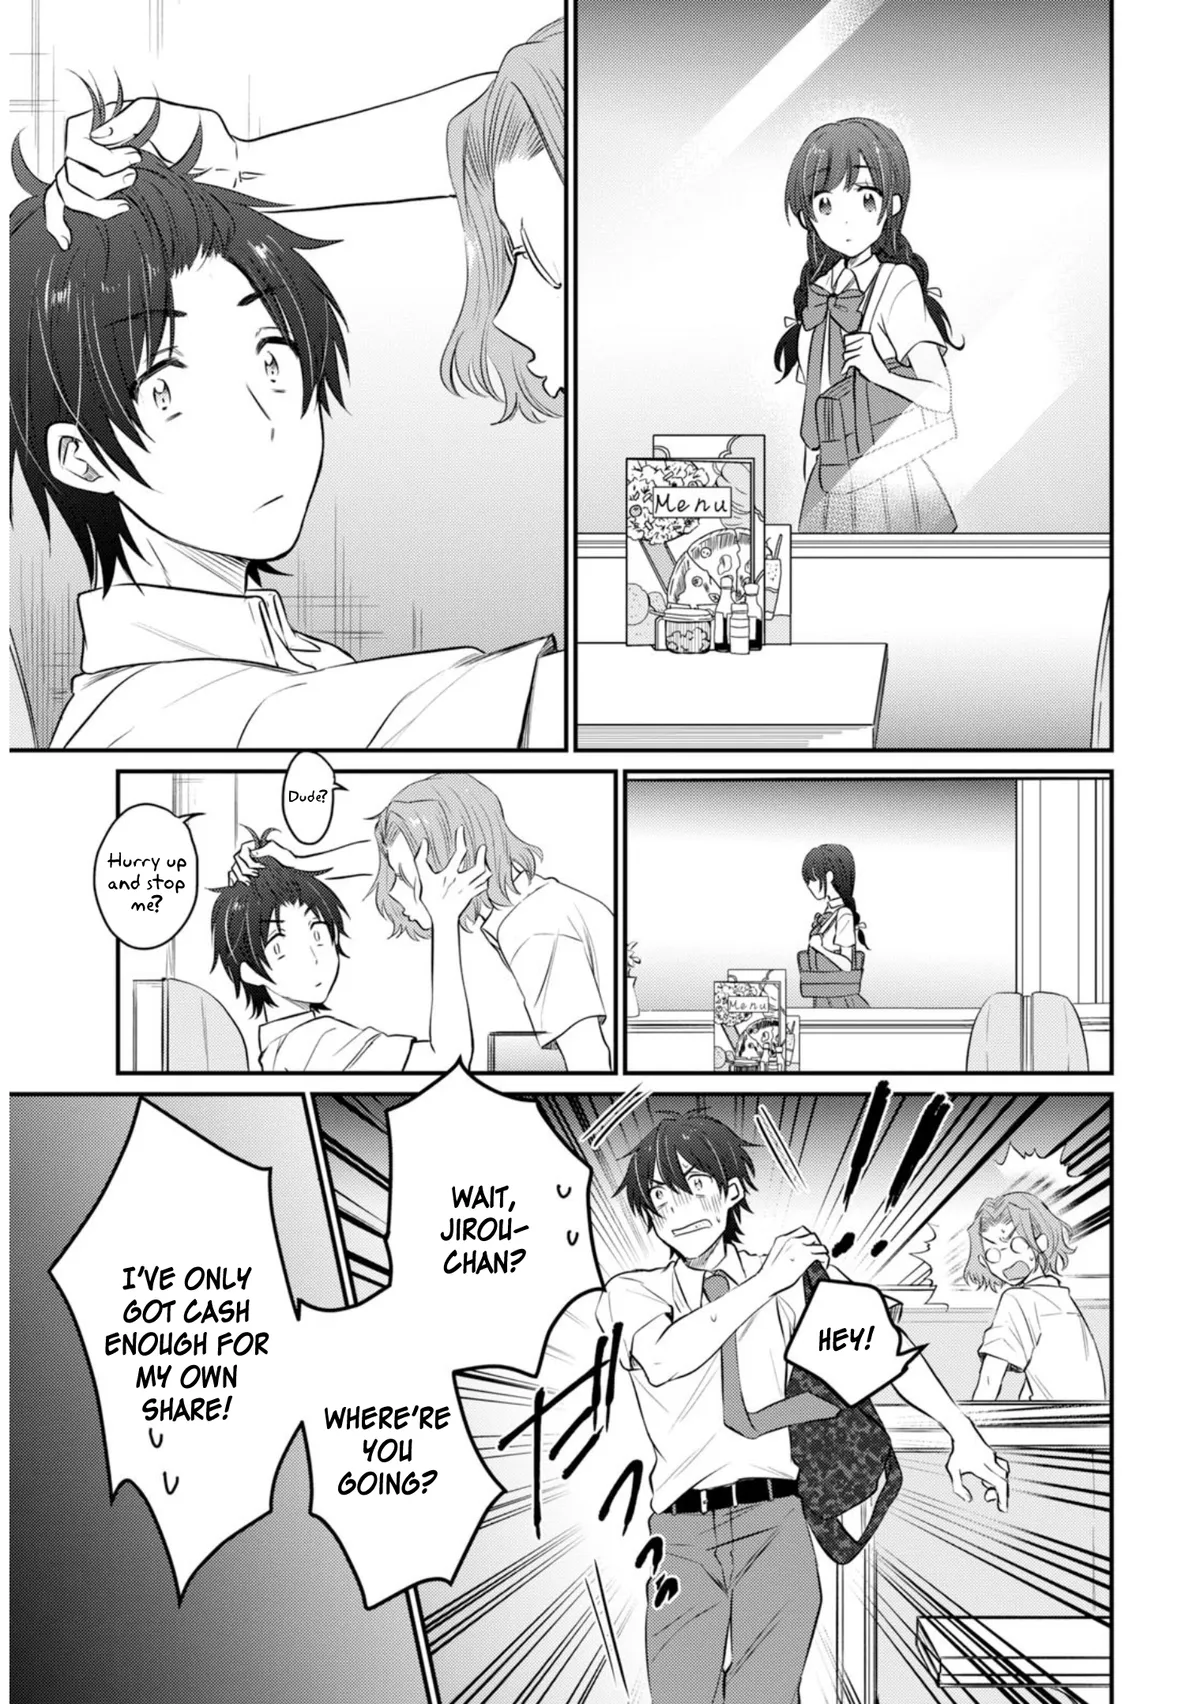 Menu
Dude?
Hurry up
and stop
me?
Menu
HEY!
WAIT,
JIROU-
CHAN?
WHERE'RE
YOU
GOING?
I'VE ONLY
GOT CASH
ENOUGH FOR
MY OWN
SHARE!